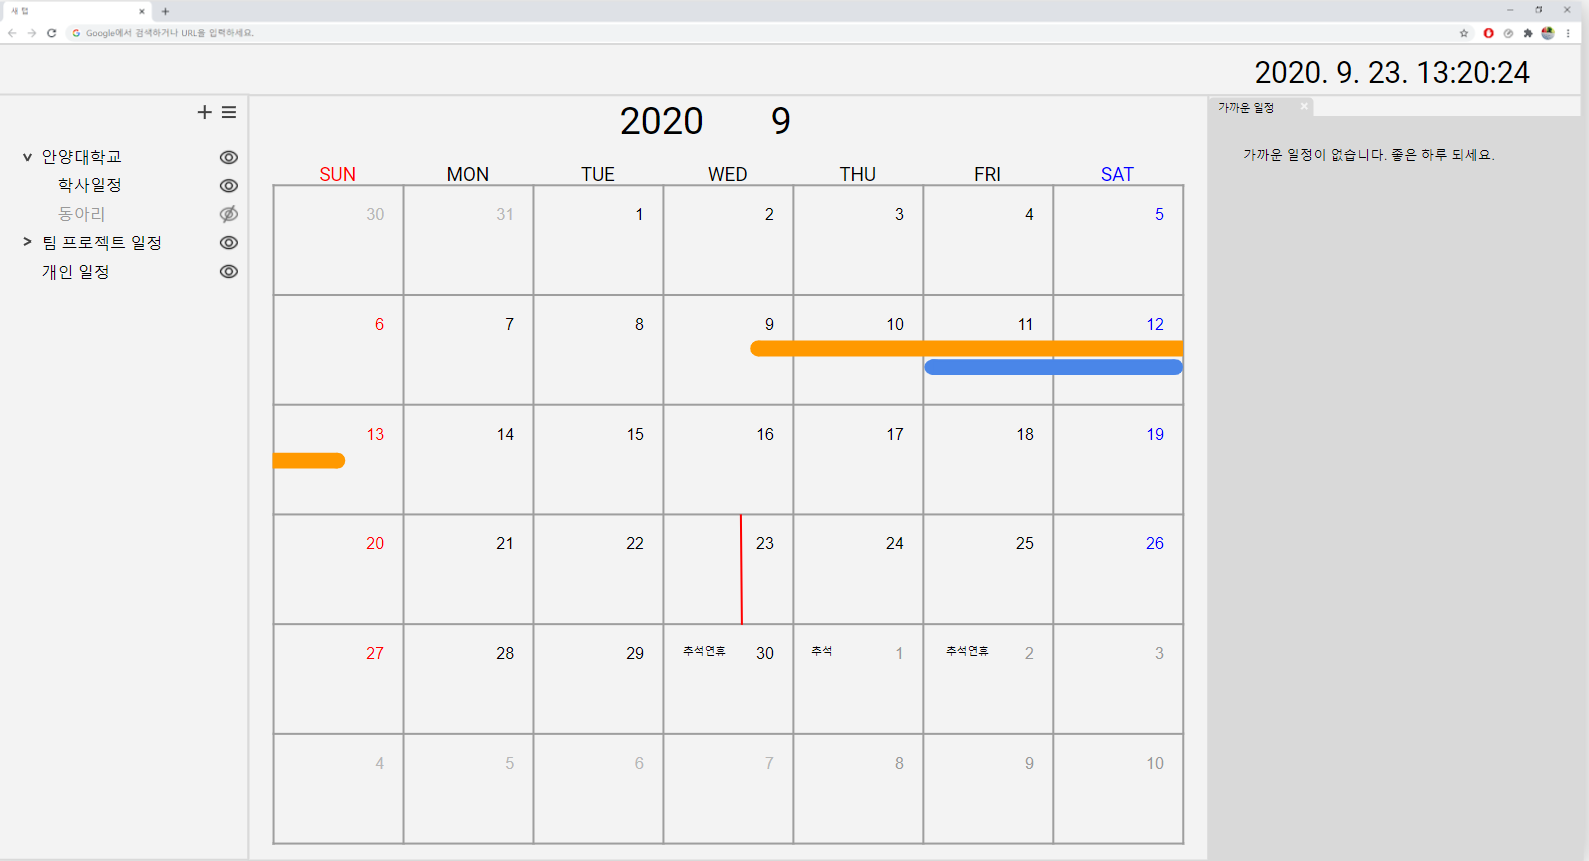 새 탭
Google에서 검색하거나 URL을 입력하세요.
2020. 9. 23. 13:20:24
안양대학교
학사일정
동아리
팀 프로젝트 일정
개인 일정
2020 9
SUN MON TUE WED THU FRI SAT
30 31 1 2 3 4 5
6 7 8 9 10 11 12
13 14 15 16 17 18 19
20 21 22 23 24 25 26
27 28 29 추석연휴 30 추석 1 추석연휴 2 3
4 5 6 7 8 9 10
가까운 일정
가까운 일정이 없습니다. 좋은 하루 되세요.